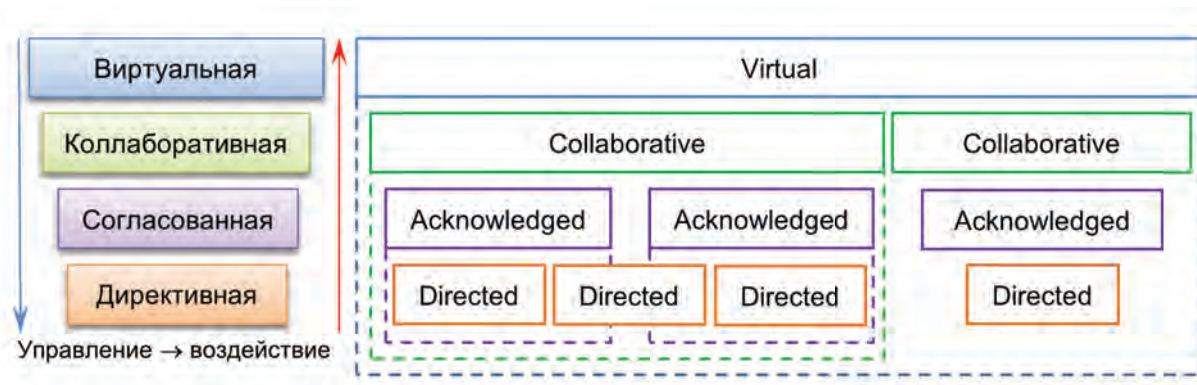 Виртуальная
Virtual
Коллаборативная
Collaborative
Collaborative
Согласованная
Acknowledged
Acknowledged
Acknowledged
Директивная
Directed
Directed
Directed
Directed
Управление → воздействие